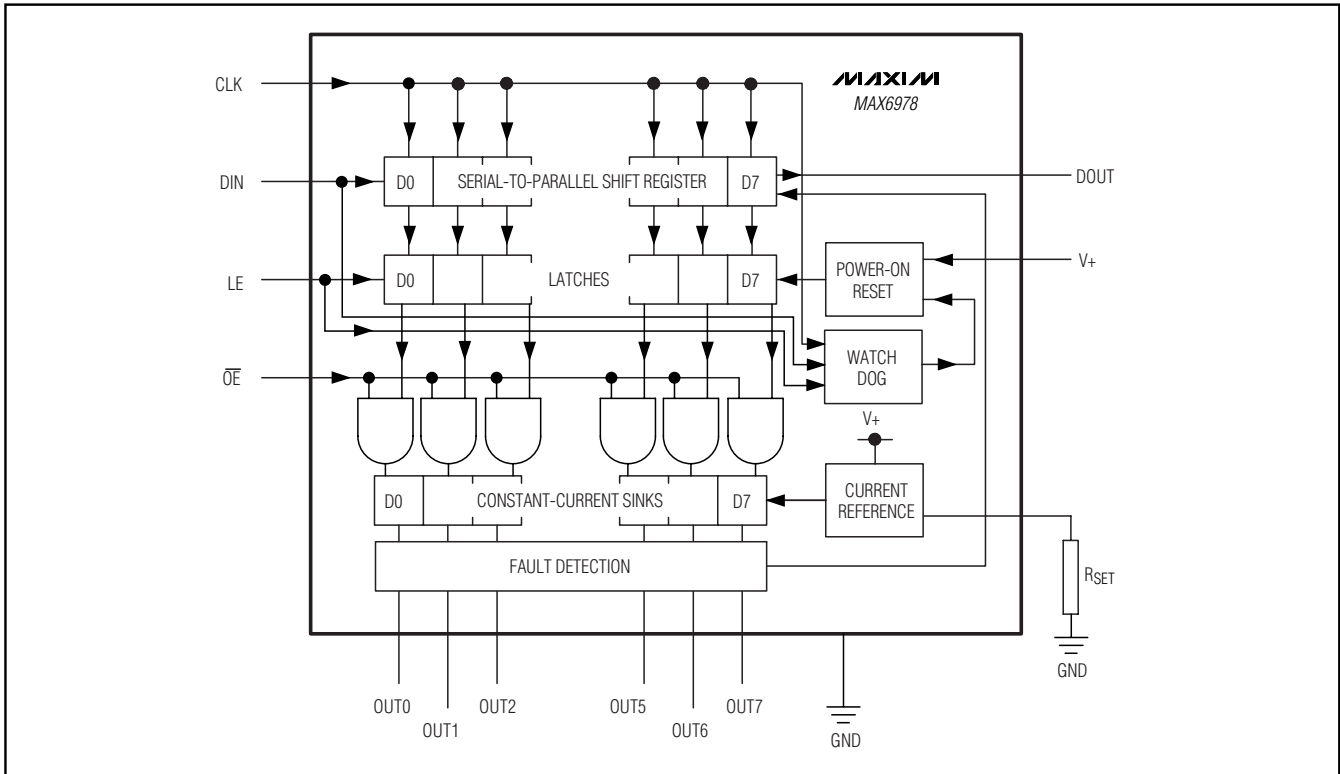 CLK
MAXIM
MAX6978
DIN
D0
SERIAL-TO-PARALLEL SHIFT REGISTER
D7
DOUT
LE
D0
LATCHES
D7
POWER-ON
RESET
V+
WATCH
DOG
OE
V+
D0
CONSTANT-CURRENT SINKS
D7
CURRENT
REFERENCE
FAULT DETECTION
RSET
GND
OUT0
OUT1
OUT2
OUT5
OUT6
OUT7
GND